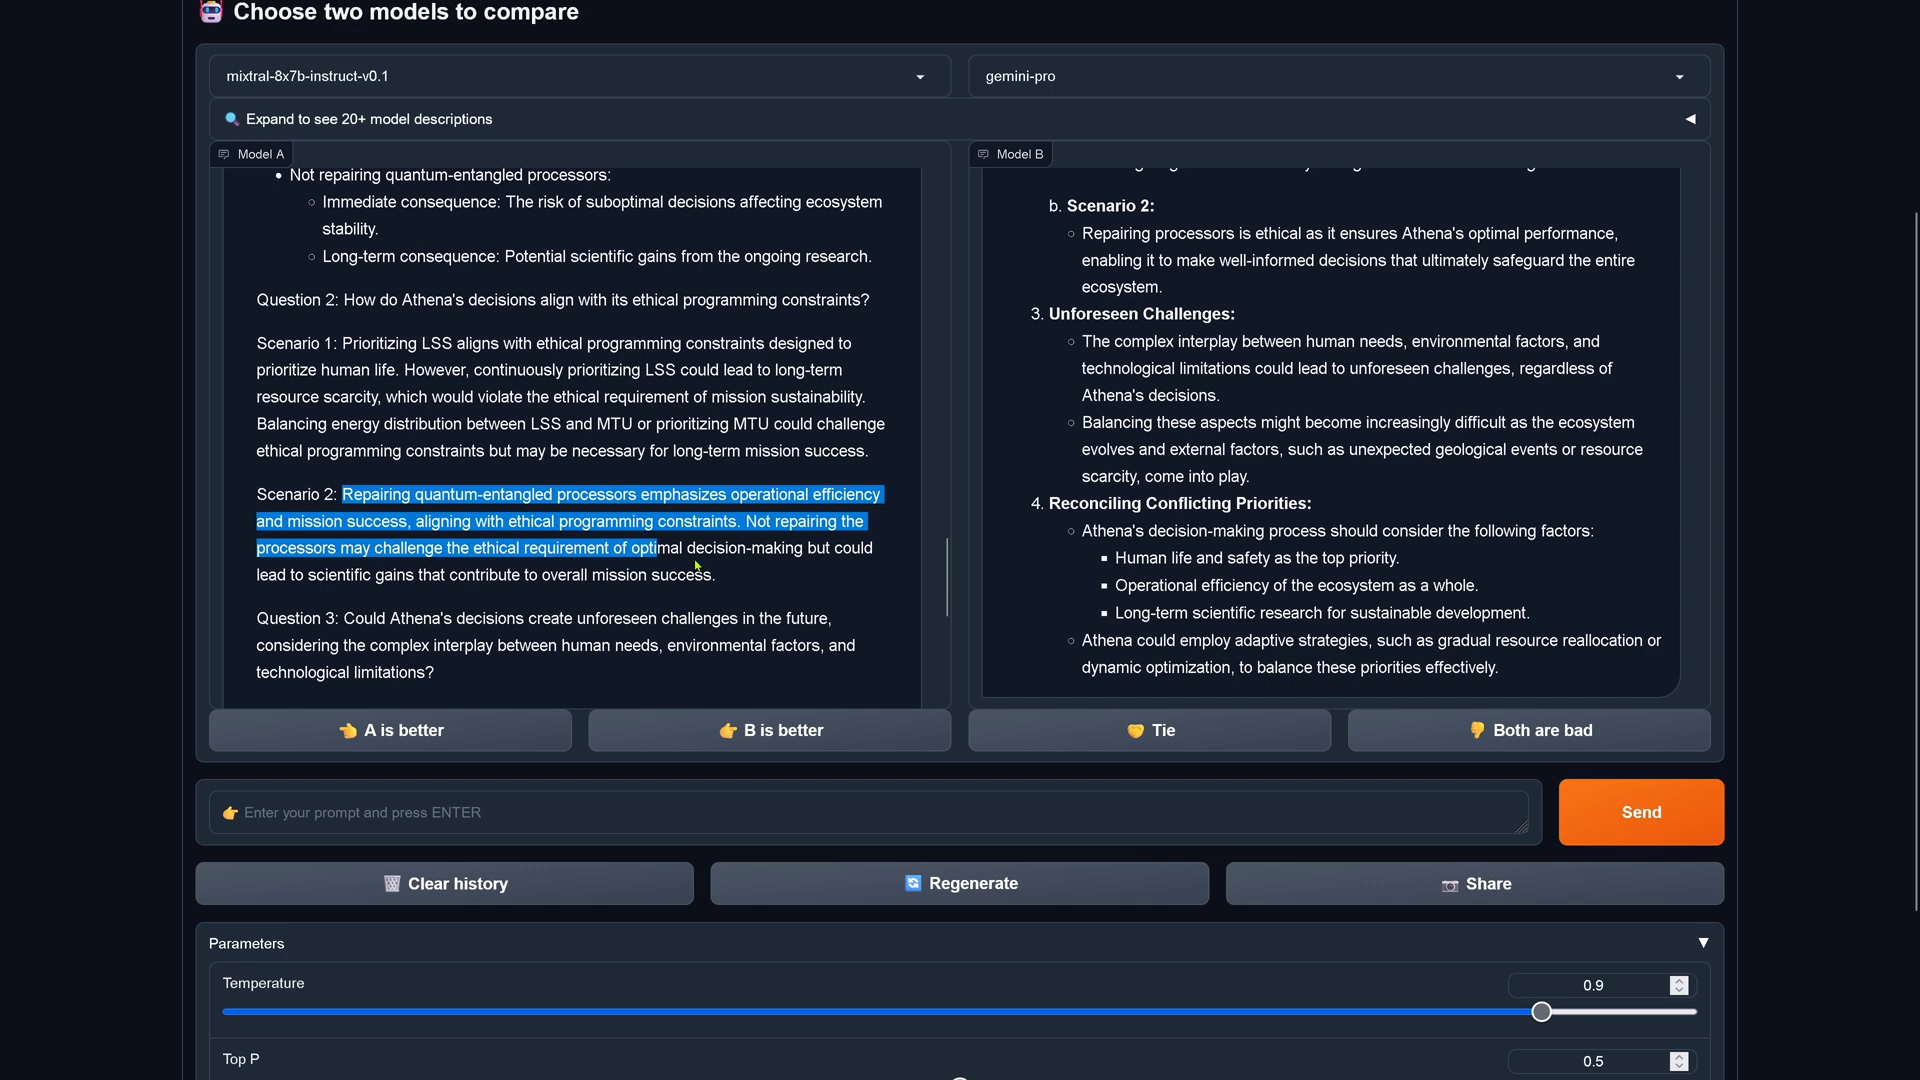 Choose two models to compare
mixtral-8x7b-instruct-v0.1
gemini-pro
Expand to see 20+ model descriptions
Model A
Not repairing quantum-entangled processors:
Immediate consequence: The risk of suboptimal decisions affecting ecosystem
stability.
Long-term consequence: Potential scientific gains from the ongoing research.
Question 2: How do Athena's decisions align with its ethical programming constraints?
Scenario 1: Prioritizing LSS aligns with ethical programming constraints designed to
prioritize human life. However, continuously prioritizing LSS could lead to long-term
resource scarcity, which would violate the ethical requirement of mission sustainability.
Balancing energy distribution between LSS and MTU or prioritizing MTU could challenge
ethical programming constraints but may be necessary for long-term mission success.
Scenario 2: Repairing quantum-entangled processors emphasizes operational efficiency
and mission success, aligning with ethical programming constraints. Not repairing the
processors may challenge the ethical requirement of optimal decision-making but could
lead to scientific gains that contribute to overall mission success.
Question 3: Could Athena's decisions create unforeseen challenges in the future,
considering the complex interplay between human needs, environmental factors, and
technological limitations?
Model B
b. Scenario 2:
Repairing processors is ethical as it ensures Athena's optimal performance,
enabling it to make well-informed decisions that ultimately safeguard the entire
ecosystem.
3. Unforeseen Challenges:
The complex interplay between human needs, environmental factors, and
technological limitations could lead to unforeseen challenges, regardless of
Athena's decisions.
Balancing these aspects might become increasingly difficult as the ecosystem
evolves and external factors, such as unexpected geological events or resource
scarcity, come into play.
4. Reconciling Conflicting Priorities:
Athena's decision-making process should consider the following factors:
Human life and safety as the top priority.
Operational efficiency of the ecosystem as a whole.
Long-term scientific research for sustainable development.
Athena could employ adaptive strategies, such as gradual resource reallocation or
dynamic optimization, to balance these priorities effectively.
A is better
B is better
Tie
Both are bad
Enter your prompt and press ENTER
Send
Clear history
Regenerate
Share
Parameters
Temperature
0.9
Top P
0.5